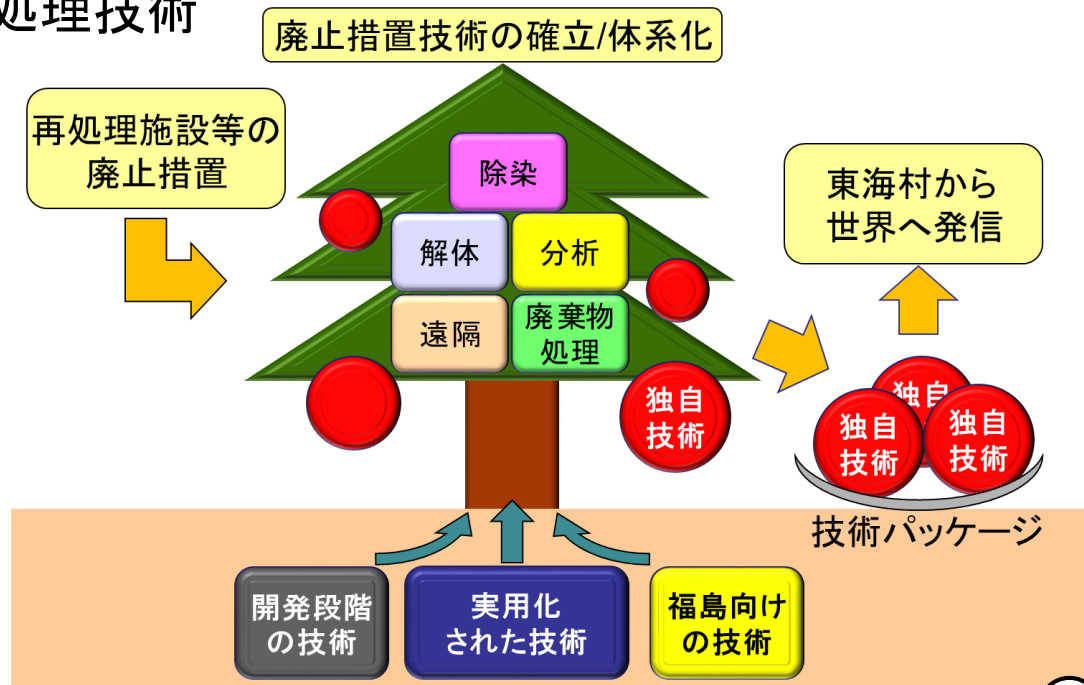 処理技術
廃止措置技術の確立/体系化
再処理施設等の
廃止措置
除染
解体
分析
遠隔
廃棄物
処理
独自
技術
東海村から
世界へ発信
独自
独自
技術
独自
技術
技術パッケージ
開発段階
の技術
実用化
された技術
福島向け
の技術